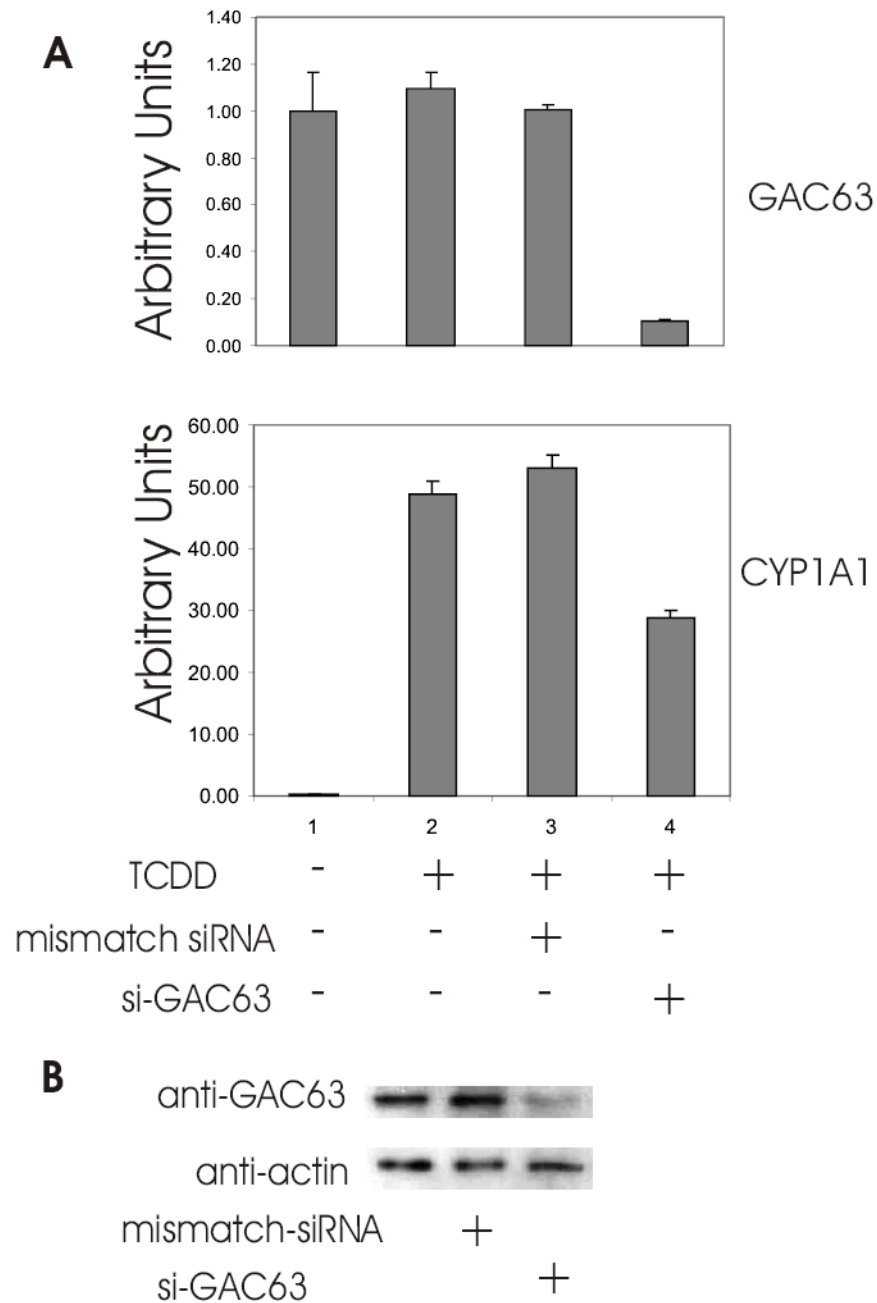 A
Arbitrary Units
1.40
1.20
1.00
0.80
0.60
0.40
0.20
0.00
GAC63
Arbitrary Units
60.00
50.00
40.00
30.00
20.00
10.00
0.00
CYP1A1
1 2 3 4
TCDD - + + +
mismatch siRNA - - + -
si-GAC63 - - - +
B
anti-GAC63
anti-actin
mismatch-siRNA +
si-GAC63 +